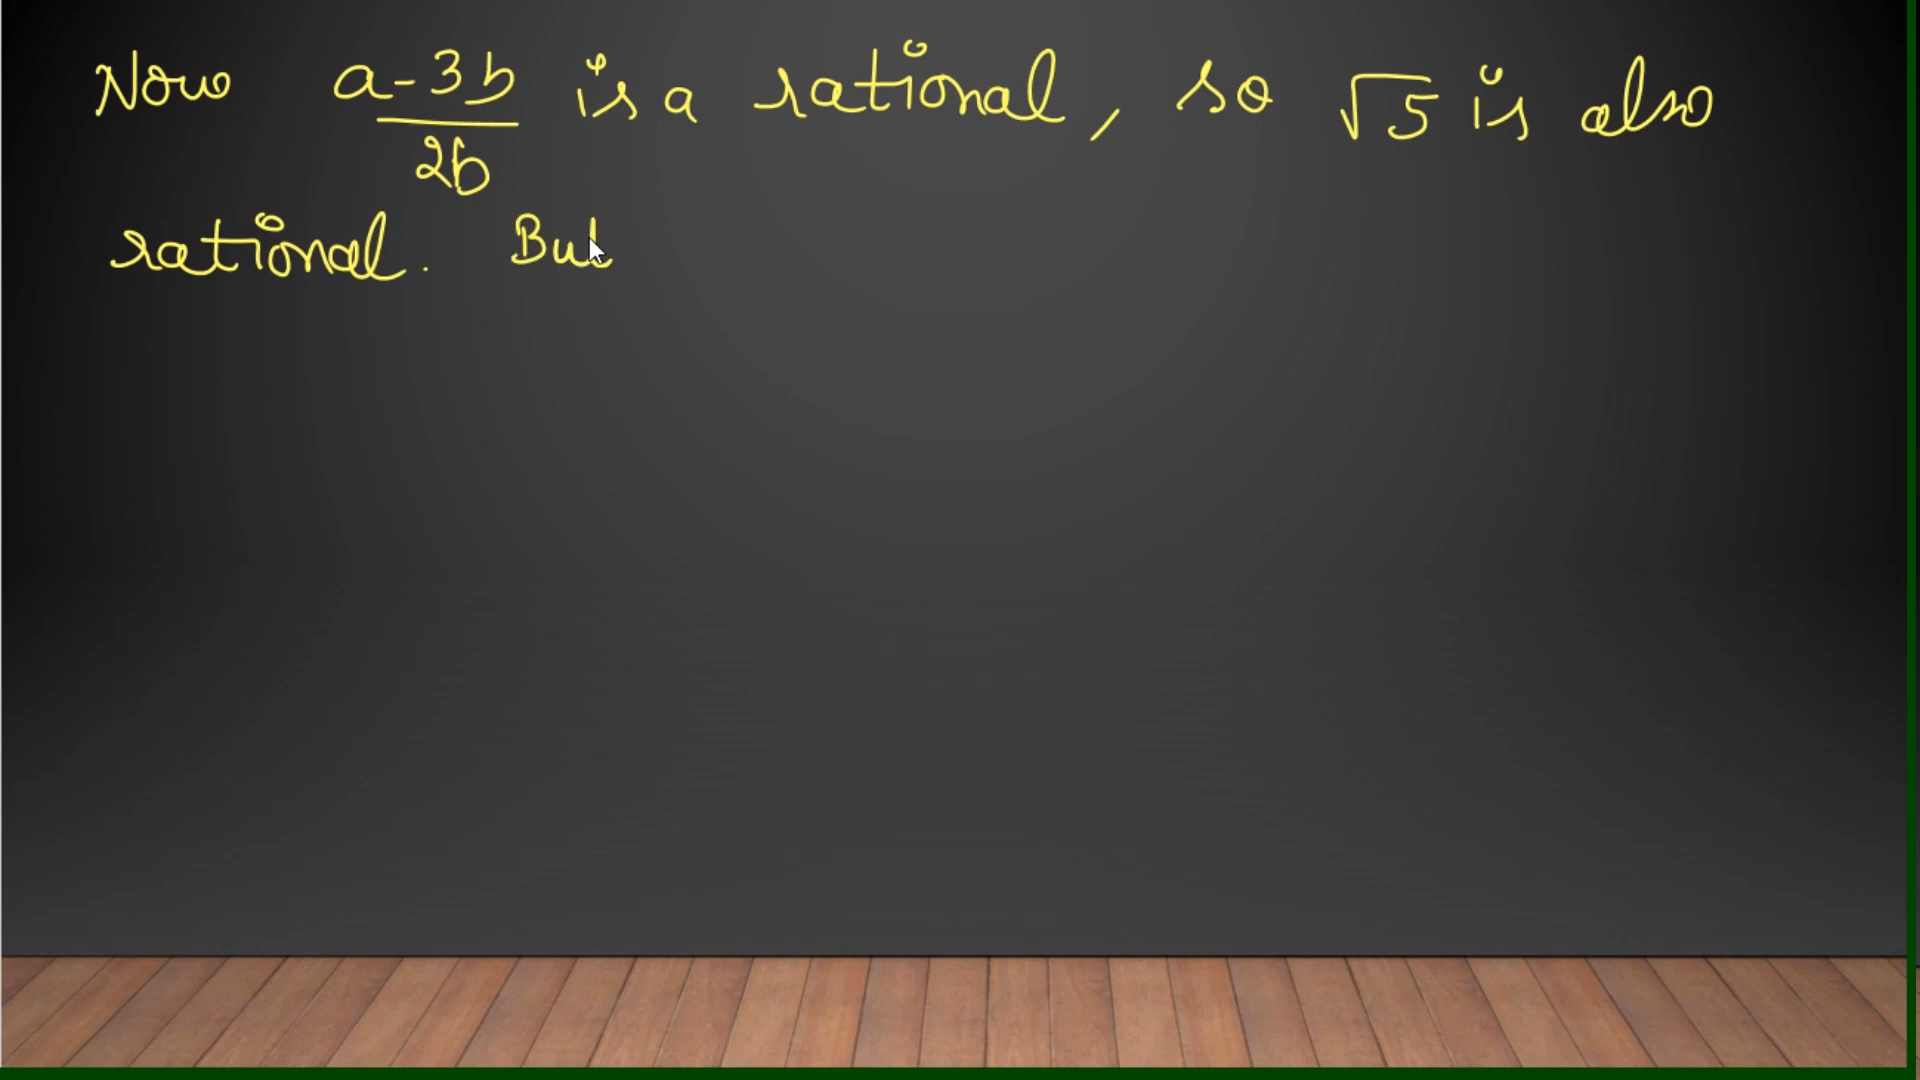 Now a-3b / 2b is a rational, so √5 is also
rational. But